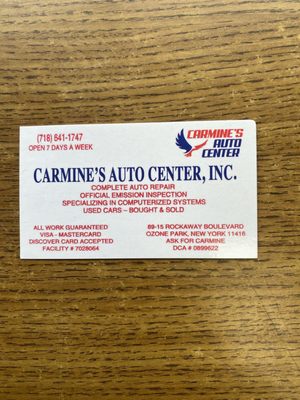 (718) 641-1747
OPEN 7 DAYS A WEEK
CARMINE'S
AUTO
CENTER
CARMINE'S AUTO CENTER, INC.
COMPLETE AUTO REPAIR
OFFICIAL EMISSION INSPECTION
SPECIALIZING IN COMPUTERIZED SYSTEMS
USED CARS – BOUGHT & SOLD
ALL WORK GUARANTEED
VISA - MASTERCARD
DISCOVER CARD ACCEPTED
FACILITY # 7028064
89-15 ROCKAWAY BOULEVARD
OZONE PARK, NEW YORK 11416
ASK FOR CARMINE
DCA # 0899622